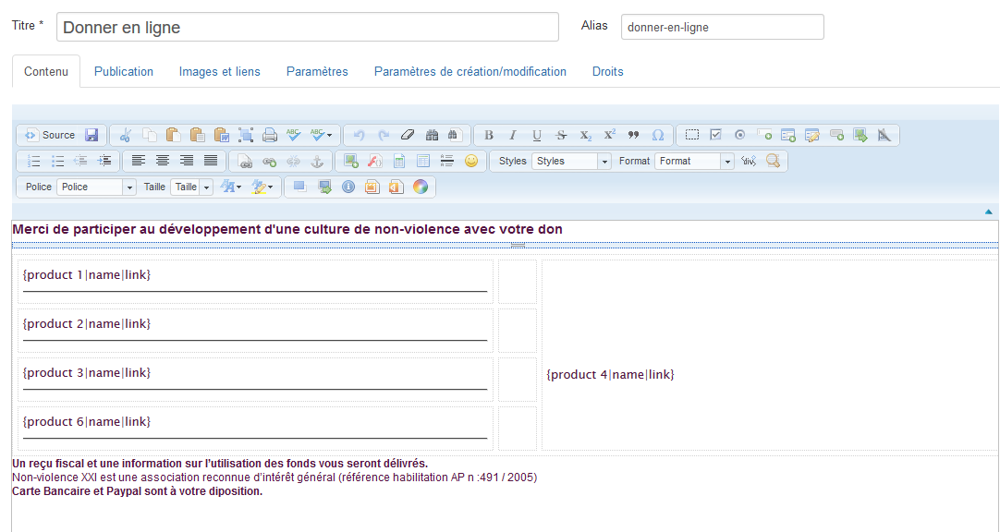 Titre * Donner en ligne Alias donner-en-ligne
Contenu Publication Images et liens Paramètres Paramètres de création/modification Droits
Source ABC ABC B I U S X₂ X² Ω
Styles Styles Format Format div
Police Police Taille Taille A
Merci de participer au développement d'une culture de non-violence avec votre don
{product 1|name|link}
{product 2|name|link}
{product 3|name|link}
{product 4|name|link}
{product 6|name|link}
Un reçu fiscal et une information sur l'utilisation des fonds vous seront délivrés.
Non-violence XXI est une association reconnue d'intérêt général (référence habilitation AP n :491 / 2005)
Carte Bancaire et Paypal sont à votre diposition.